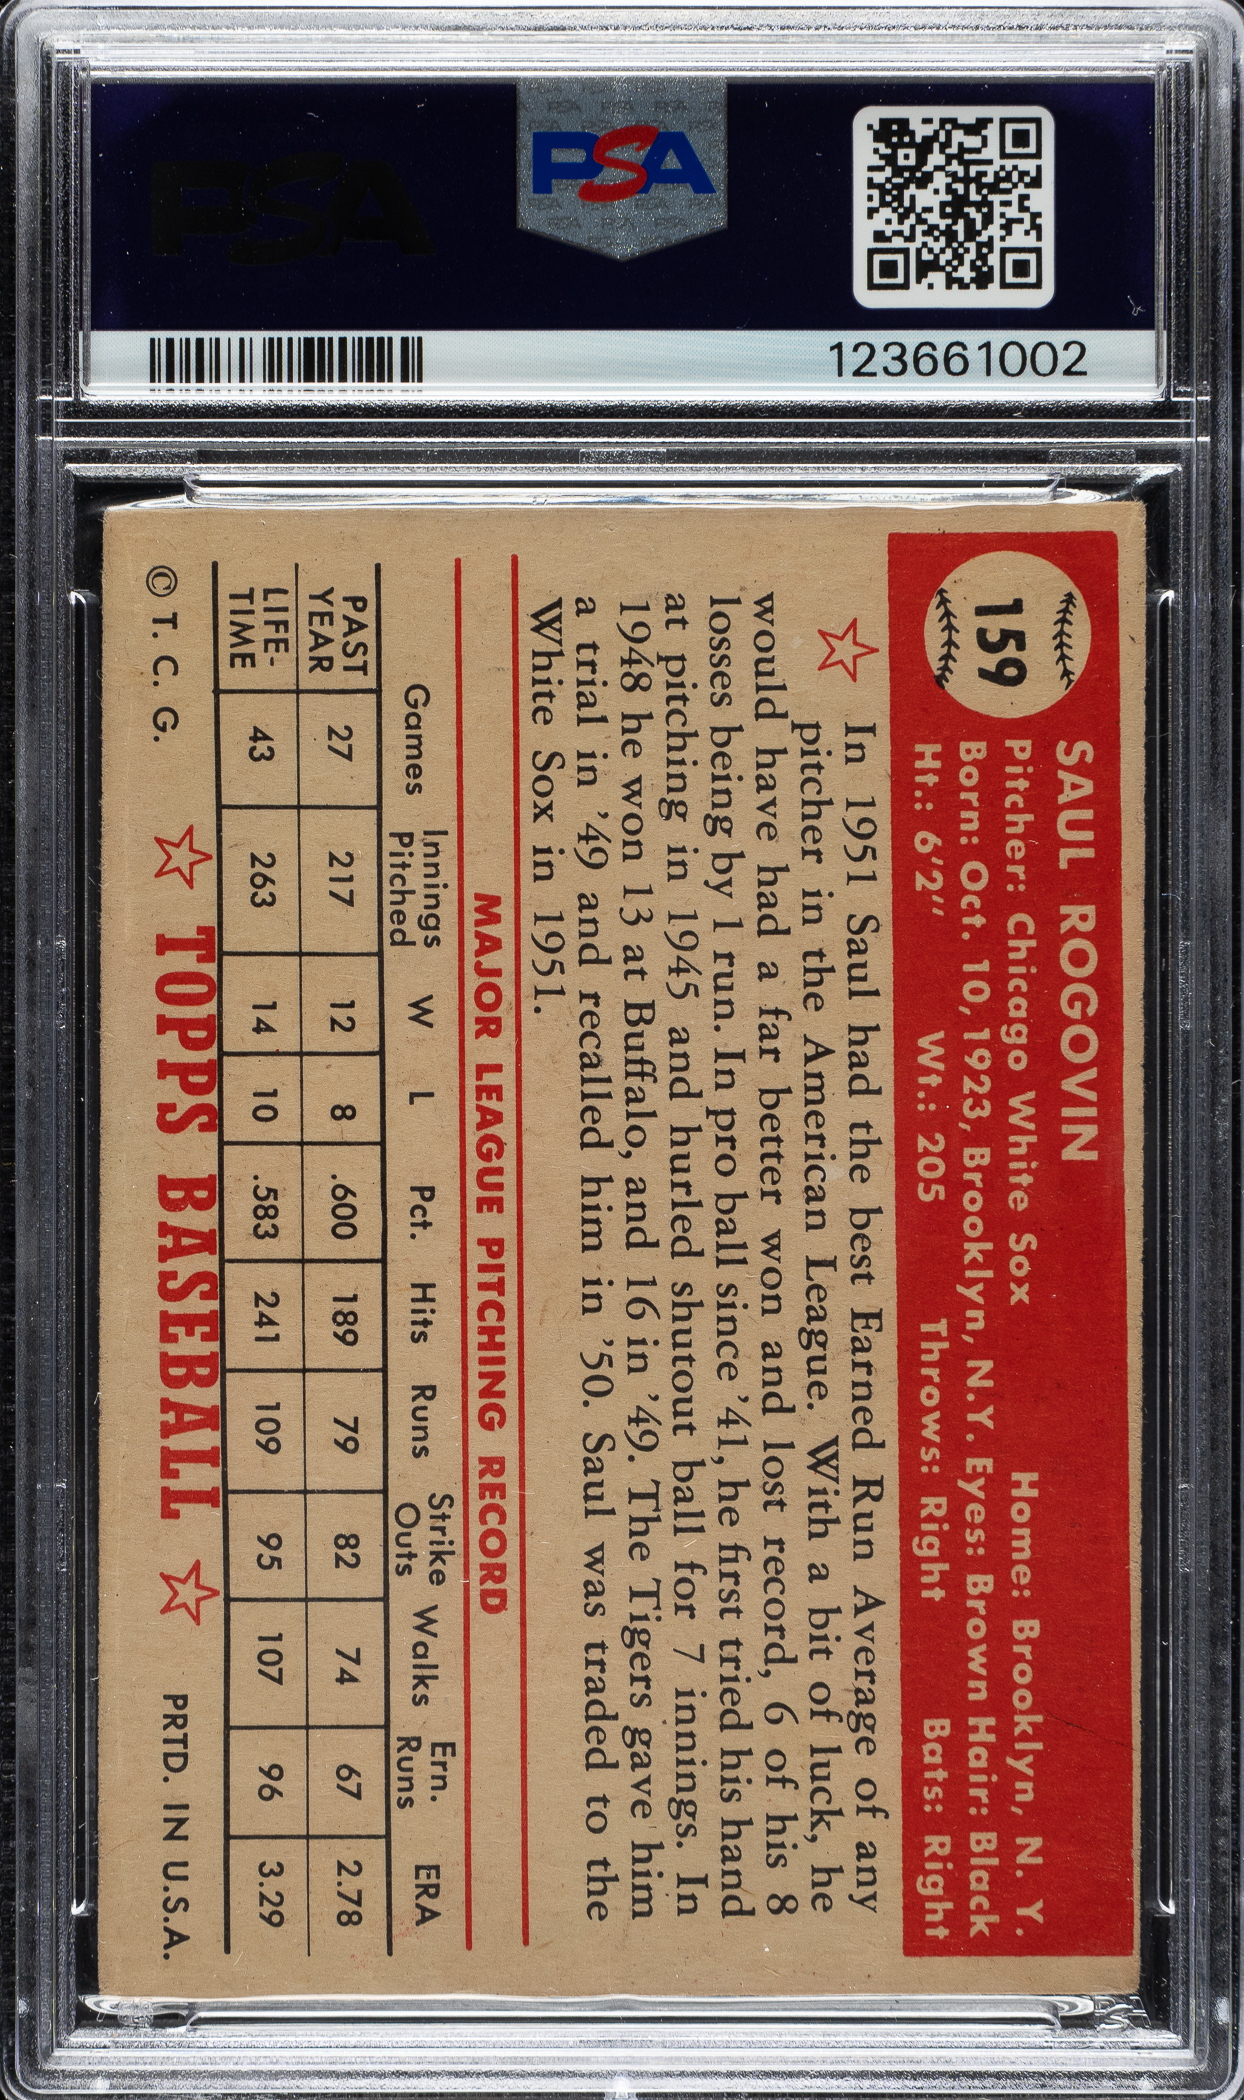 PSA
PSA
123661002
159
SAUL ROGOVIN
Pitcher: Chicago White Sox Home: Brooklyn, N. Y.
Born: Oct. 10, 1923, Brooklyn, N.Y. Eyes: Brown Hair: Black
Ht.: 6'2" Wt.: 205 Throws: Right Bats: Right
In 1951 Saul had the best Earned Run Average of any
pitcher in the American League. With a bit of luck, he
would have had a far better won and lost record, 6 of his 8
losses being by 1 run. In pro ball since '41, he first tried his hand
at pitching in 1945 and hurled shutout ball for 7 innings. In
1948 he won 13 at Buffalo, and 16 in '49. The Tigers gave him
a trial in '49 and recalled him in '50. Saul was traded to the
White Sox in 1951.
MAJOR LEAGUE PITCHING RECORD
Games Innings Pitched W L Pct. Hits Runs Strike Outs Walks Ern. Runs ERA
PAST YEAR 27 217 12 8 .600 189 79 82 74 67 2.78
LIFE-TIME 43 263 14 10 .583 241 109 95 107 96 3.29
© T. C. G. TOPPS BASEBALL PRTD. IN U.S.A.